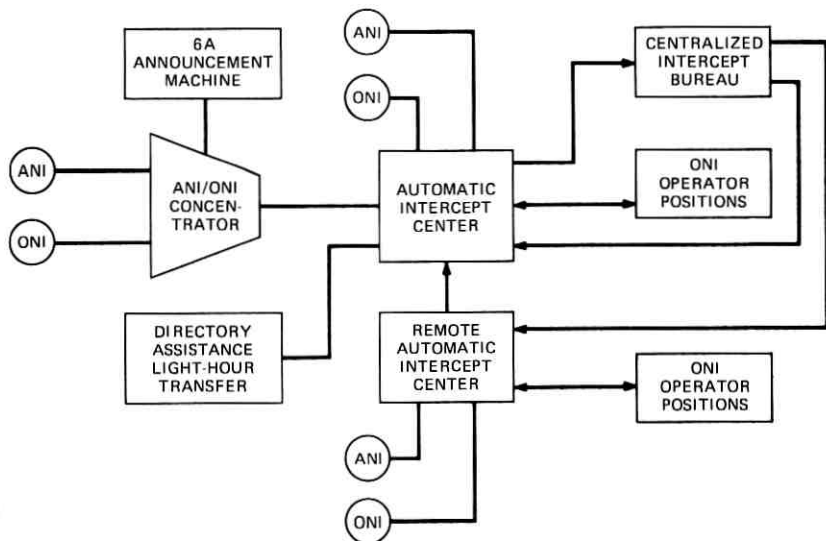 6A
ANNOUNCEMENT
MACHINE
ANI
ONI
CENTRALIZED
INTERCEPT
BUREAU
ANI
ONI
ANI/ONI
CONCEN-
TRATOR
AUTOMATIC
INTERCEPT
CENTER
ONI
OPERATOR
POSITIONS
DIRECTORY
ASSISTANCE
LIGHT-HOUR
TRANSFER
REMOTE
AUTOMATIC
INTERCEPT
CENTER
ONI
OPERATOR
POSITIONS
ANI
ONI